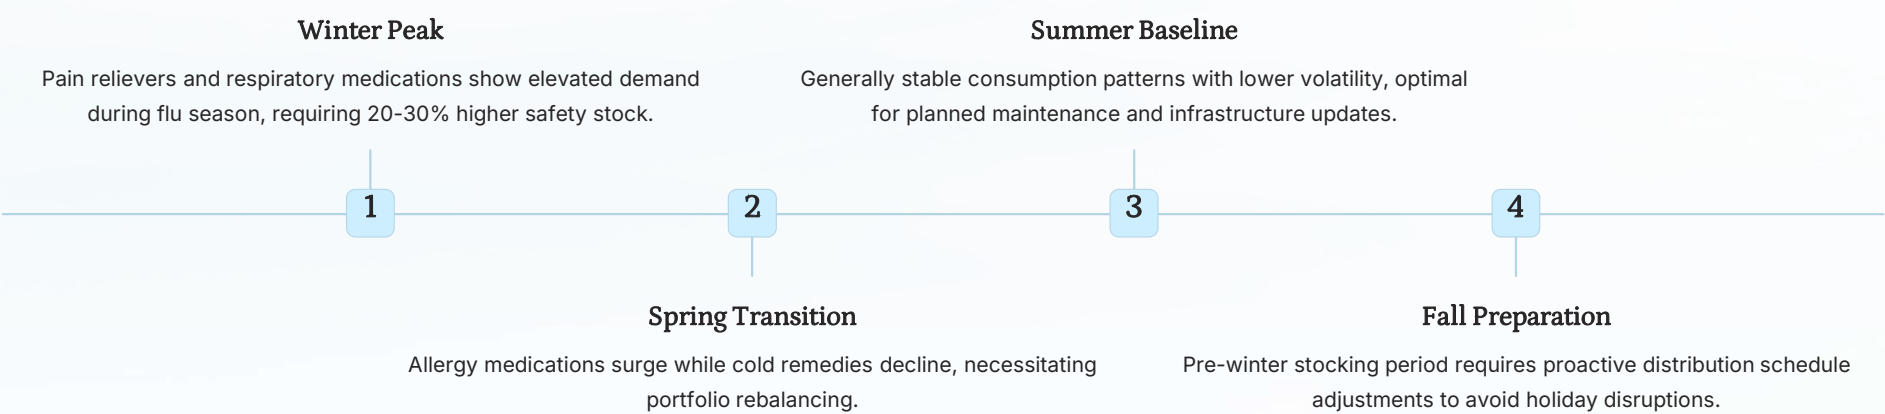 Winter Peak
Pain relievers and respiratory medications show elevated demand
during flu season, requiring 20-30% higher safety stock.
Summer Baseline
Generally stable consumption patterns with lower volatility, optimal
for planned maintenance and infrastructure updates.
1
2
3
4
Spring Transition
Allergy medications surge while cold remedies decline, necessitating
portfolio rebalancing.
Fall Preparation
Pre-winter stocking period requires proactive distribution schedule
adjustments to avoid holiday disruptions.